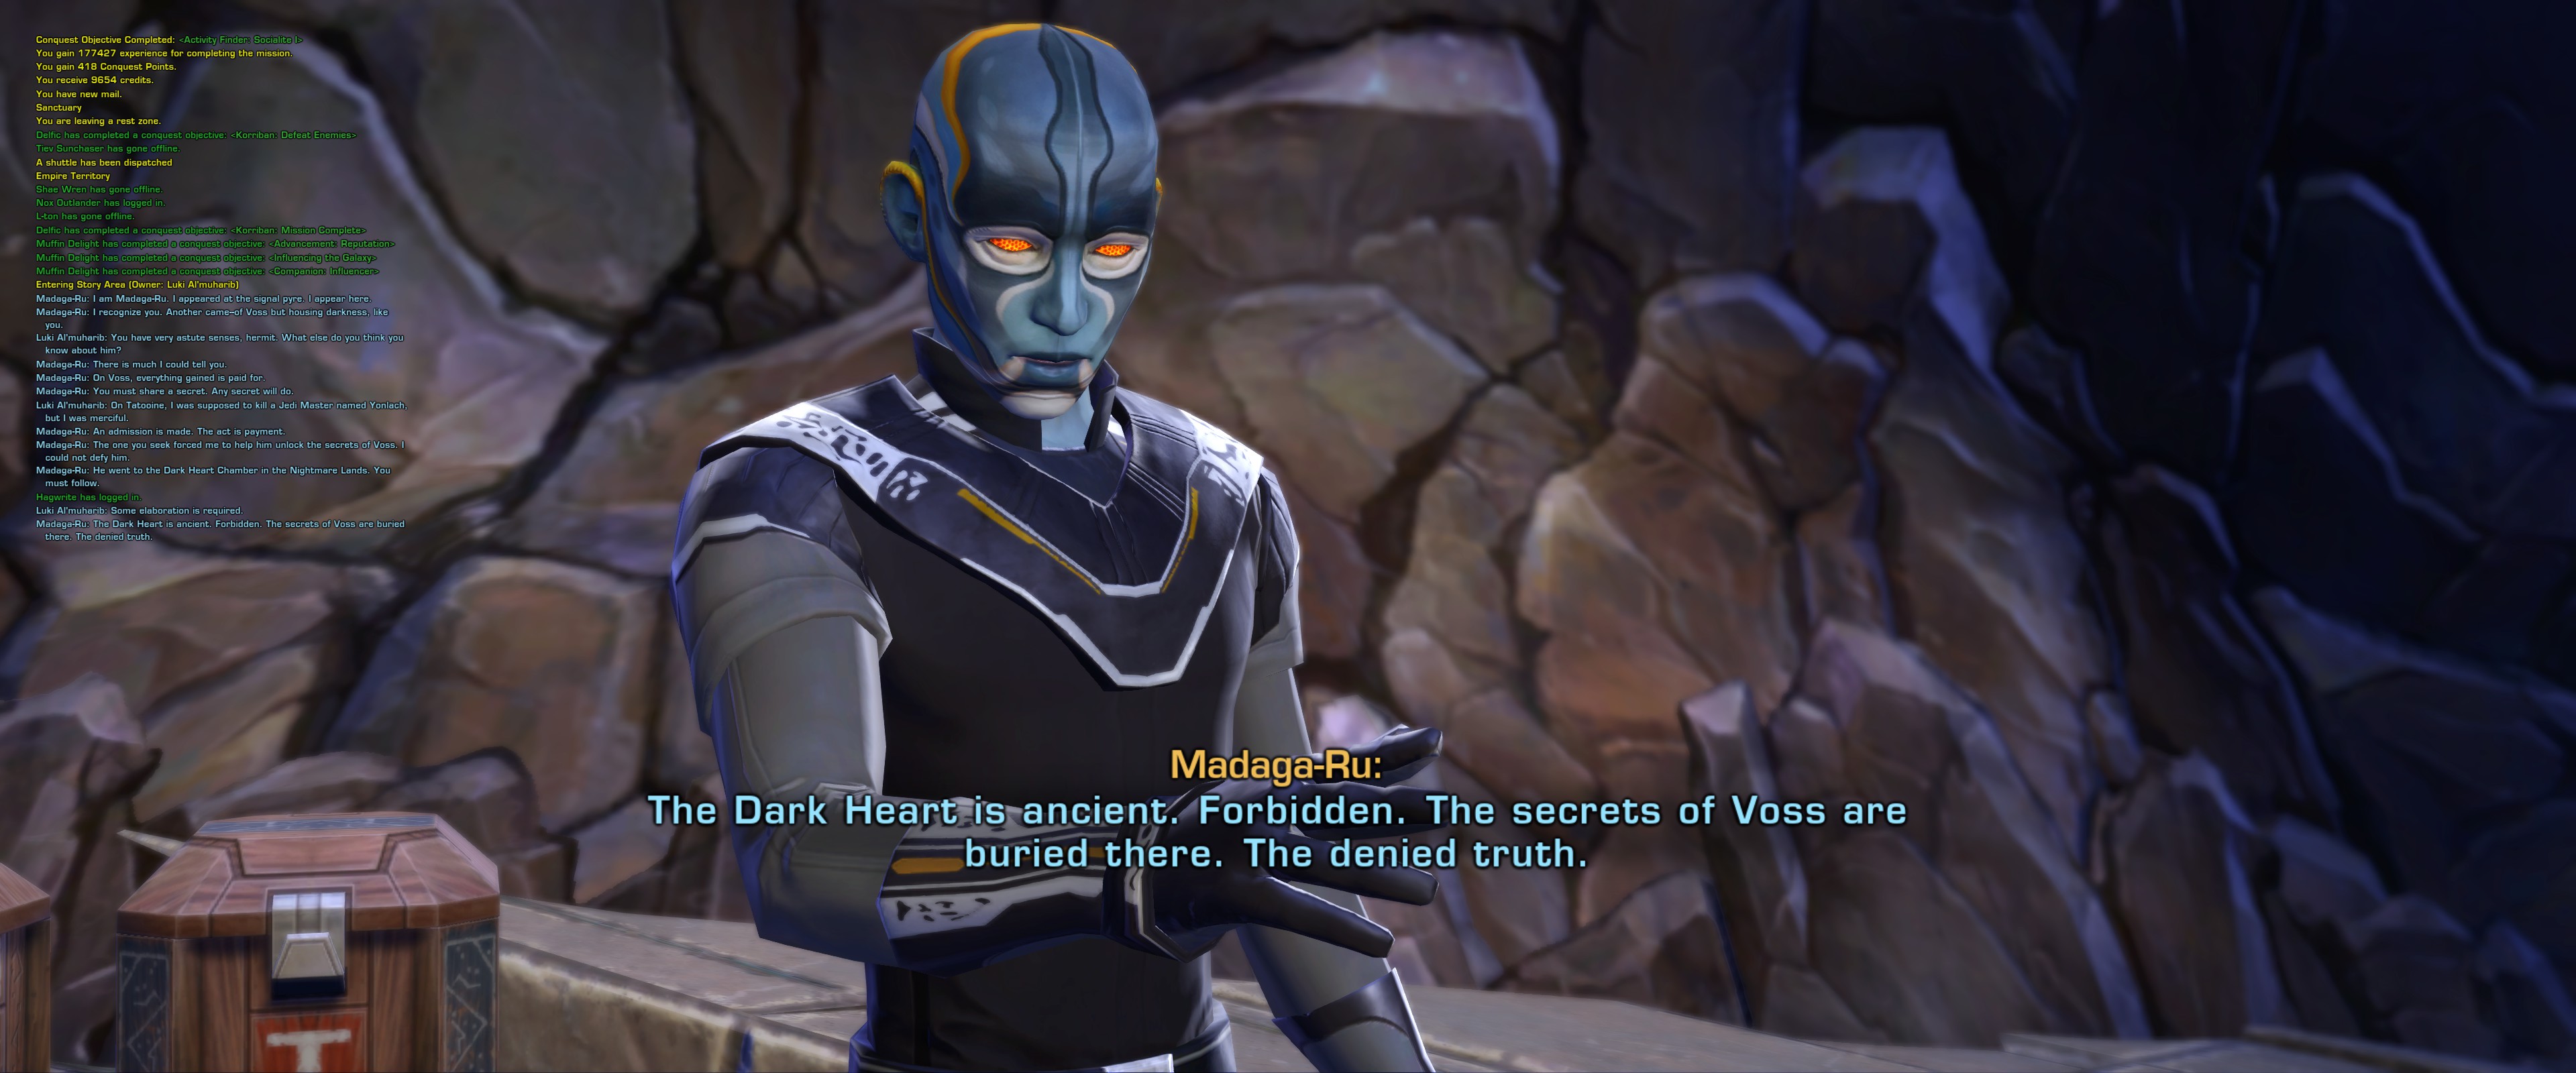 Conquest Objective Completed: <Activity Finder: Socialite I>
You gain 177427 experience for completing the mission.
You gain 418 Conquest Points.
You receive 9654 credits.
You have new mail.
Sanctuary
You are leaving a rest zone.
Delfic has completed a conquest objective: <Korriban: Defeat Enemies>
Tiev Sunchaser has gone offline.
A shuttle has been dispatched
Empire Territory
Shae Wren has gone offline.
Nox Outlander has logged in.
L-ton has gone offline.
Delfic has completed a conquest objective: <Korriban: Mission Complete>
Muffin Delight has completed a conquest objective: <Advancement: Reputation>
Muffin Delight has completed a conquest objective: <Influencing the Galaxy>
Muffin Delight has completed a conquest objective: <Companion: Influencer>
Entering Story Area (Owner: Luki Al'muharib)
Madaga-Ru: I am Madaga-Ru. I appeared at the signal pyre. I appear here.
Madaga-Ru: I recognize you. Another came–of Voss but housing darkness, like
you.
Luki Al'muharib: You have very astute senses, hermit. What else do you think you
know about him?
Madaga-Ru: There is much I could tell you.
Madaga-Ru: On Voss, everything gained is paid for.
Madaga-Ru: You must share a secret. Any secret will do.
Luki Al'muharib: On Tatooine, I was supposed to kill a Jedi Master named Yonlach,
but I was merciful.
Madaga-Ru: An admission is made. The act is payment.
Madaga-Ru: The one you seek forced me to help him unlock the secrets of Voss. I
could not defy him.
Madaga-Ru: He went to the Dark Heart Chamber in the Nightmare Lands. You
must follow.
Hagwrite has logged in.
Luki Al'muharib: Some elaboration is required.
Madaga-Ru: The Dark Heart is ancient. Forbidden. The secrets of Voss are buried
there. The denied truth.
Madaga-Ru:
The Dark Heart is ancient. Forbidden. The secrets of Voss are
buried there. The denied truth.